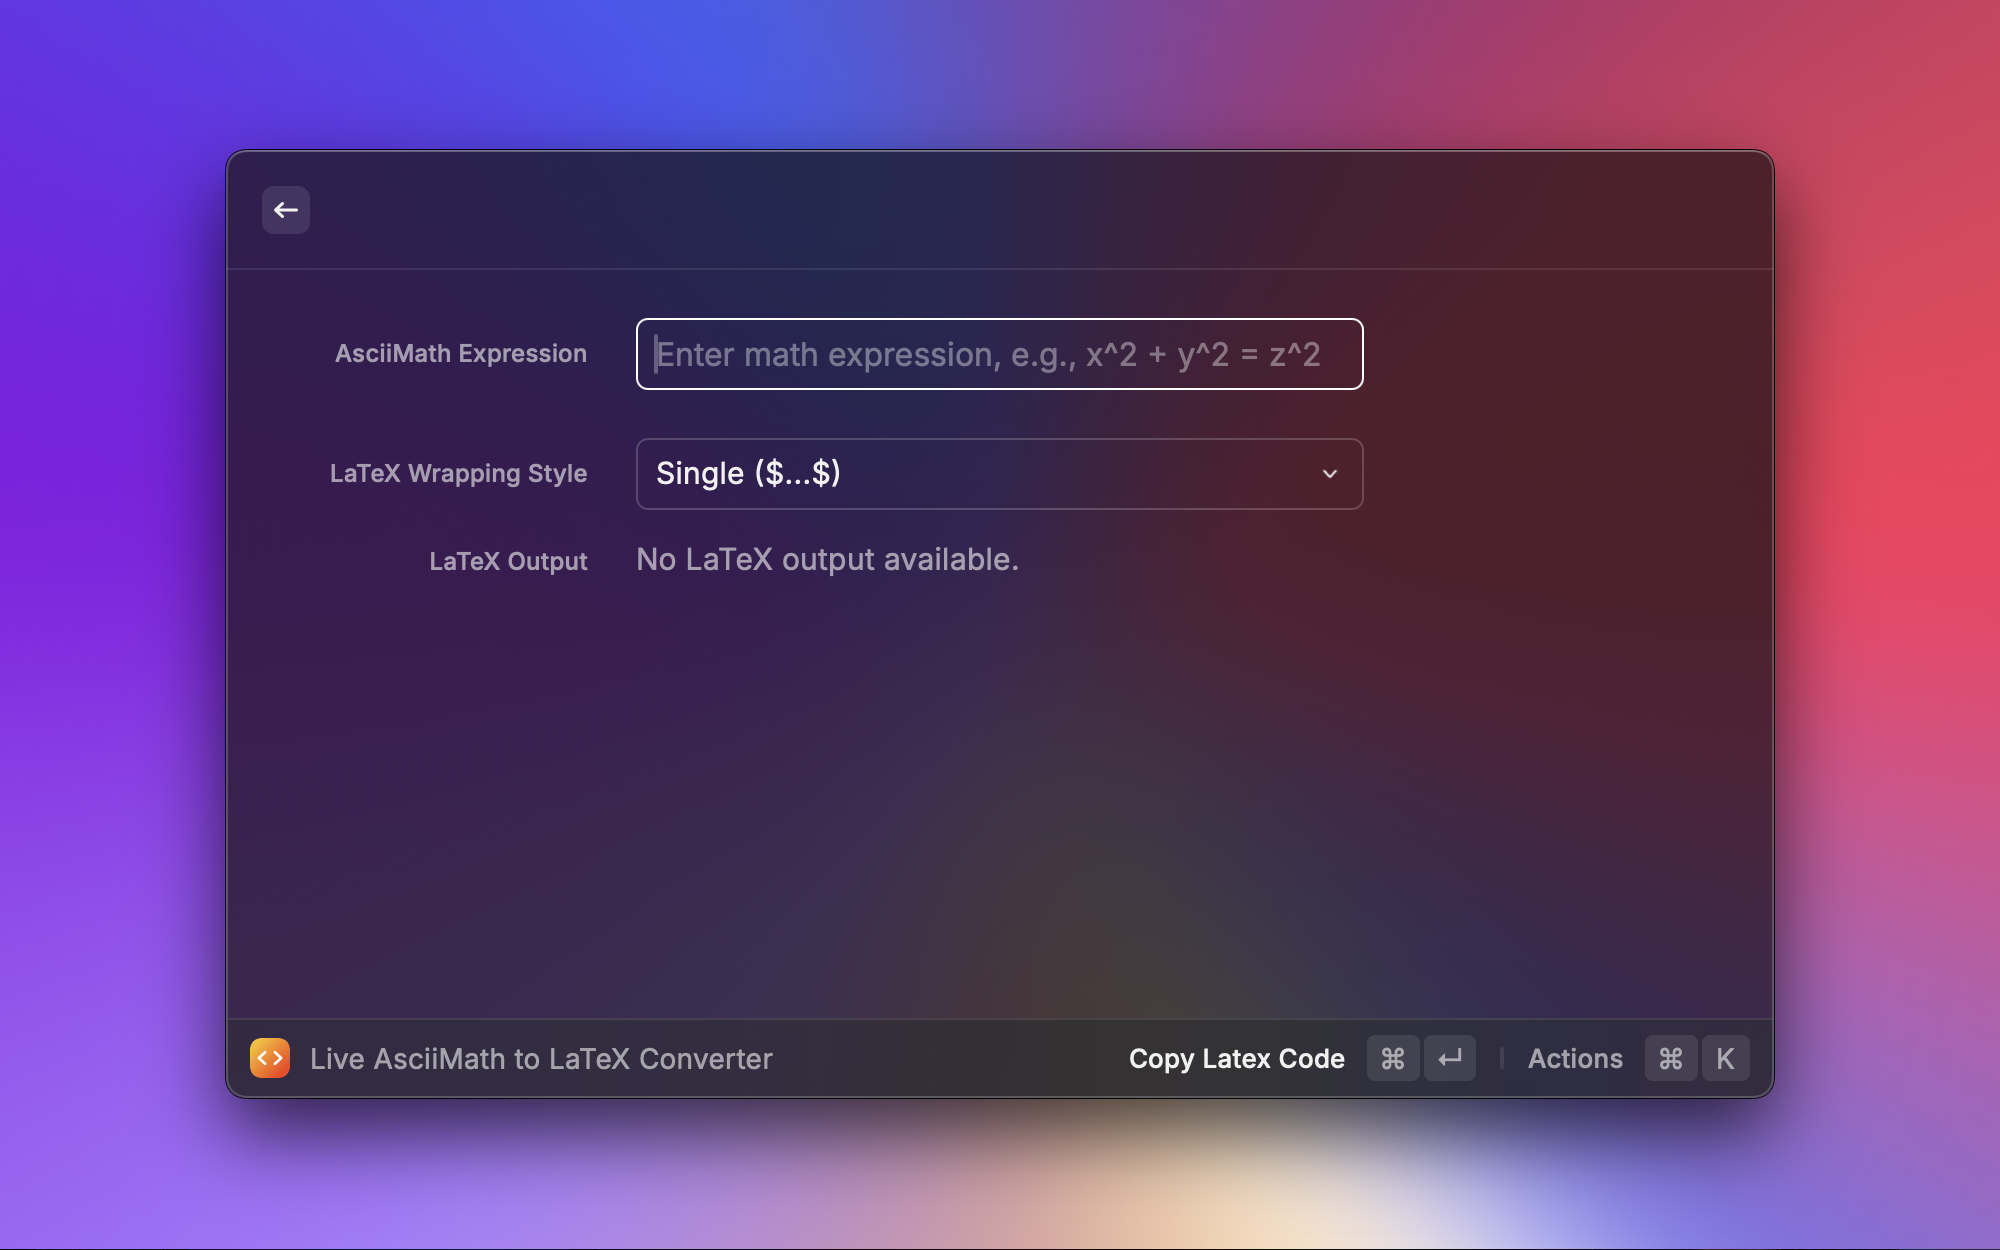 AsciiMath Expression
Enter math expression, e.g., x^2 + y^2 = z^2
LaTeX Wrapping Style
Single ($...$)
LaTeX Output
No LaTeX output available.
Live AsciiMath to LaTeX Converter
Copy Latex Code ⌘ ↵
Actions ⌘ K